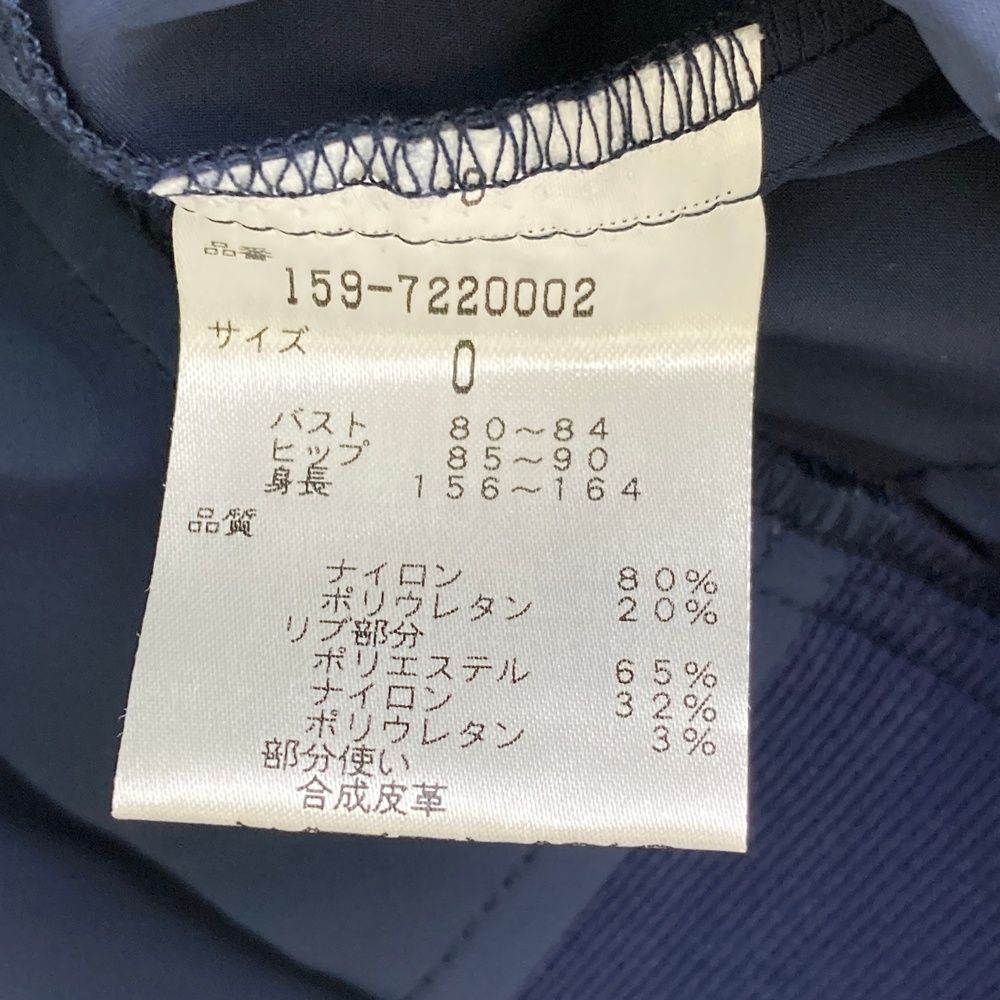 8
品番
159-7220002
サイズ
0
バスト 80~84
ヒップ 85~90
身長 156~164
品質
ナイロン 80%
ポリウレタン 20%
リブ部分
ポリエステル 65%
ナイロン 32%
ポリウレタン 3%
部分使い
合成皮革